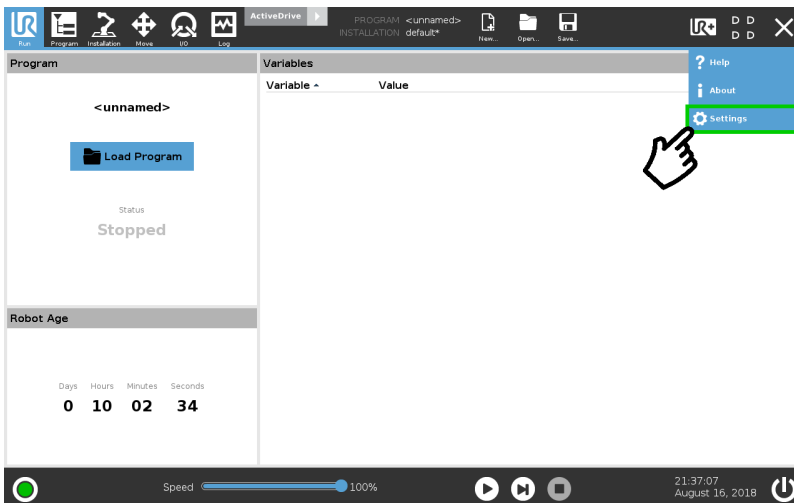 UR
Run
Program
Installation
Move
I/O
Log
ActiveDrive
PROGRAM <unnamed>
INSTALLATION default*
New...
Open...
Save...
UR+
D D
D D
Program
Variables
Variable
Value
? Help
i About
Settings
<unnamed>
Load Program
Status
Stopped
Robot Age
Days Hours Minutes Seconds
0 10 02 34
Speed 100%
21:37:07
August 16, 2018